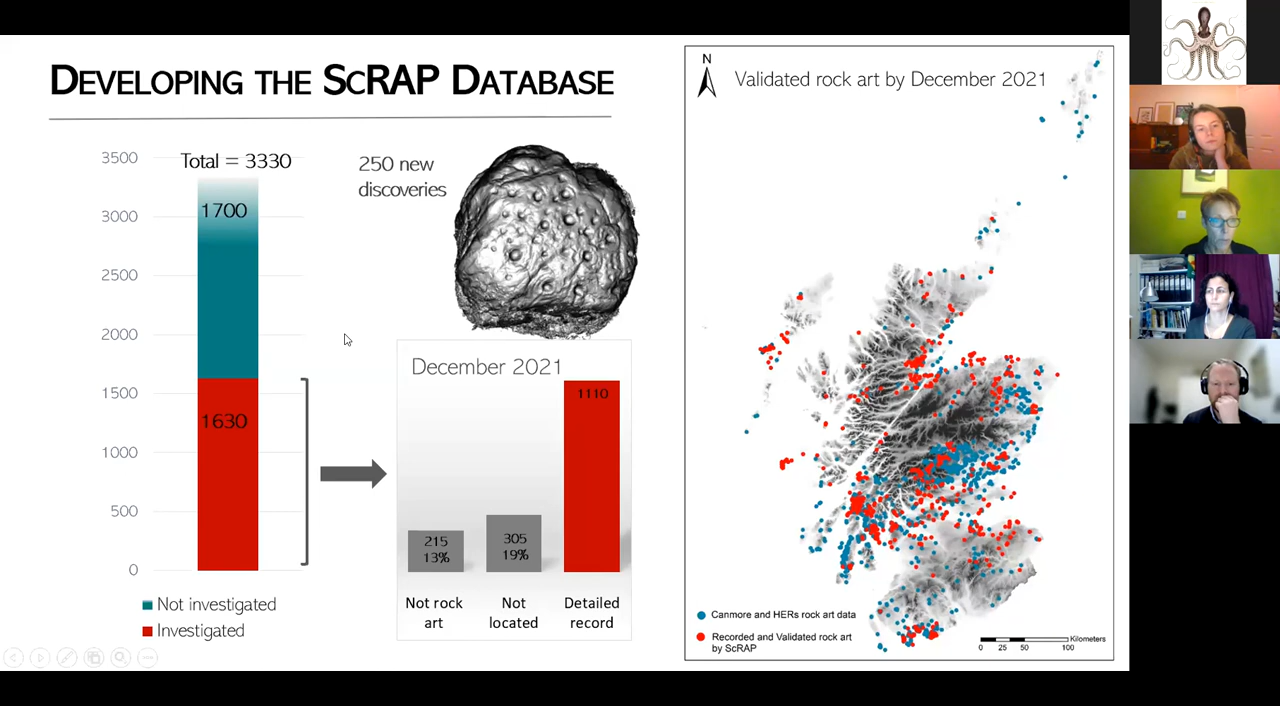 DEVELOPING THE SCRAP DATABASE
3500
3000
2500
2000
1500
1000
500
0
Total = 3330
1700
1630
Not investigated
Investigated
250 new
discoveries
December 2021
215
13%
305
19%
1110
Not rock
art
Not
located
Detailed
record
N
Validated rock art by December 2021
Canmore and HERs rock art data
Recorded and Validated rock art
by ScRAP
Kilometers
0 25 50 100